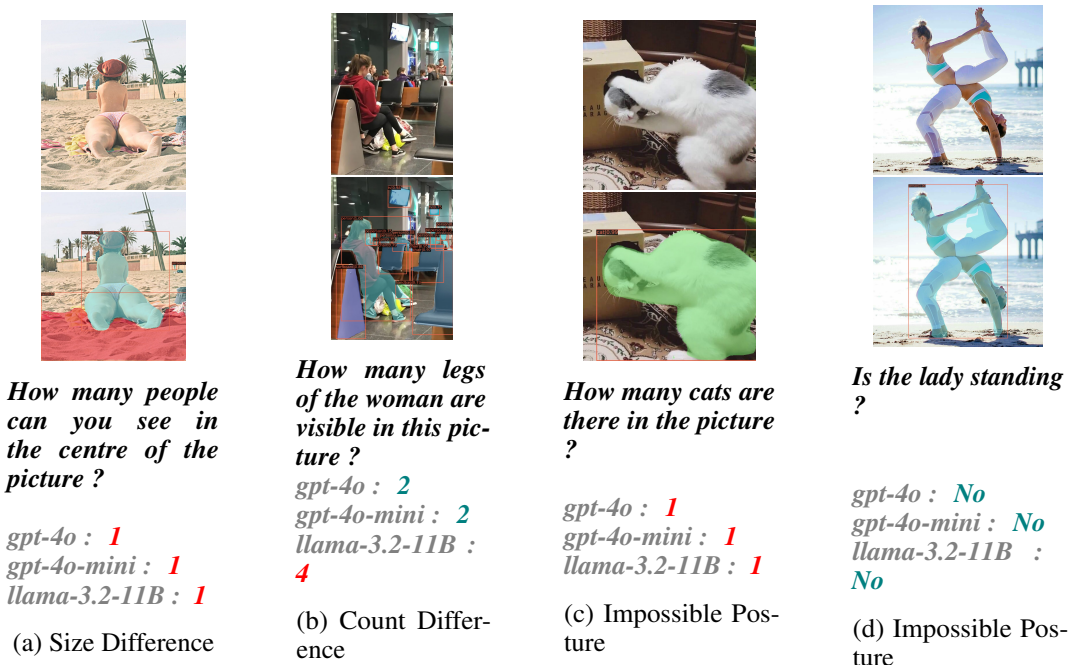 How many people
can you see in
the centre of the
picture ?
gpt-4o : 1
gpt-4o-mini : 1
llama-3.2-11B : 1
(a) Size Difference
How many legs
of the woman are
visible in this pic-
ture ?
gpt-4o : 2
gpt-4o-mini : 2
llama-3.2-11B :
4
(b) Count Differ-
ence
How many cats are
there in the picture
?
gpt-4o : 1
gpt-4o-mini : 1
llama-3.2-11B : 1
(c) Impossible Pos-
ture
Is the lady standing
?
gpt-4o : No
gpt-4o-mini : No
llama-3.2-11B :
No
(d) Impossible Pos-
ture